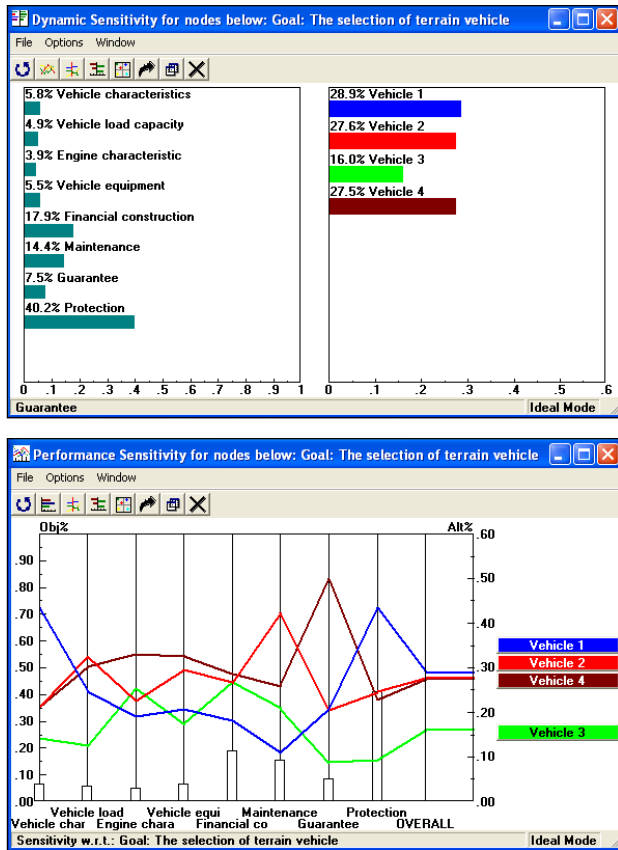 Dynamic Sensitivity for nodes below: Goal: The selection of terrain vehicle
File Options Window
5.8% Vehicle characteristics
4.9% Vehicle load capacity
3.9% Engine characteristic
5.5% Vehicle equipment
17.9% Financial construction
14.4% Maintenance
7.5% Guarantee
40.2% Protection
28.9% Vehicle 1
27.6% Vehicle 2
16.0% Vehicle 3
27.5% Vehicle 4
0 .1 .2 .3 .4 .5 .6 .7 .8 .9 1
0 .1 .2 .3 .4 .5 .6
Guarantee
Ideal Mode
Performance Sensitivity for nodes below: Goal: The selection of terrain vehicle
File Options Window
Obj%
.90
.80
.70
.60
.50
.40
.30
.20
.10
.00
Alt%
.60
.50
.40
.30
.20
.10
.00
Vehicle 1
Vehicle 2
Vehicle 4
Vehicle 3
Vehicle load Vehicle equi Maintenance Protection
Vehicle char Engine chara Financial co Guarantee OVERALL
Sensitivity w.r.t.: Goal: The selection of terrain vehicle
Ideal Mode